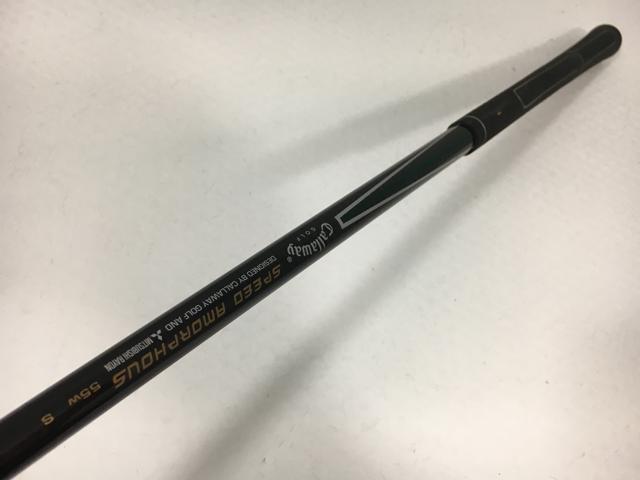 Callaway®
GOLF
DESIGNED BY CALLAWAY GOLF AND MITSUBISHI RAYON
SPEED AMORPHOUS 55w S